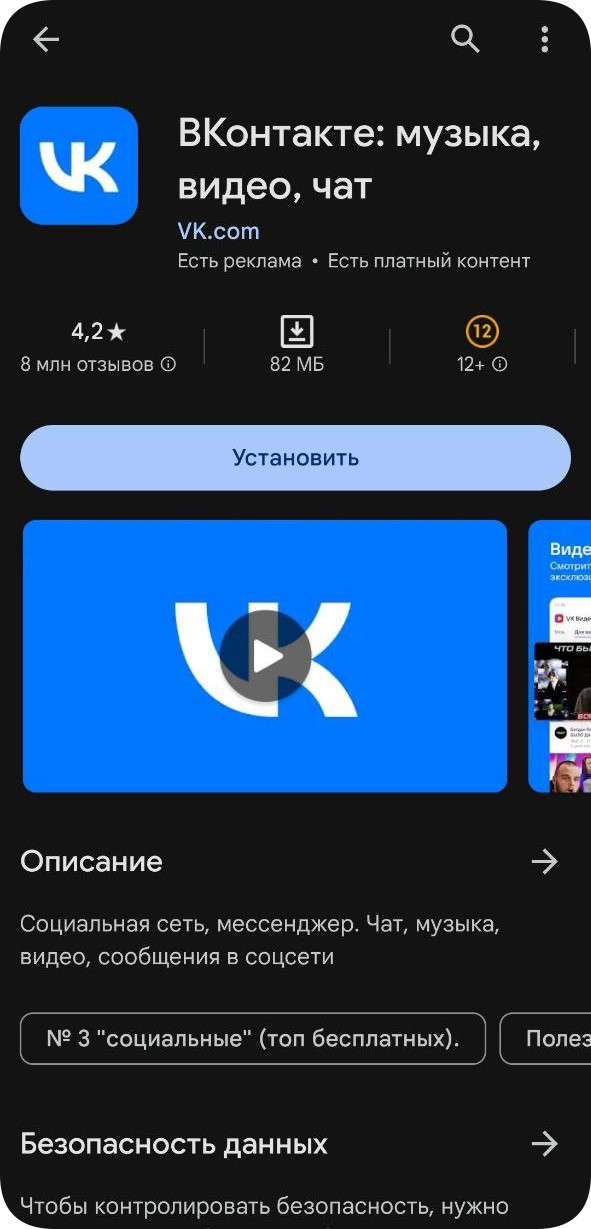 ВКонтакте: музыка,
видео, чат
VK.com
Есть реклама • Есть платный контент
4,2★
8 млн отзывов
82 МБ
12
12+
Установить
Виде
Смотрит
эксклюзи
VK Виде
ЧТО БЫ
Описание
Социальная сеть, мессенджер. Чат, музыка,
видео, сообщения в соцсети
№ 3 "социальные" (топ бесплатных).
Полез
Безопасность данных
Чтобы контролировать безопасность, нужно